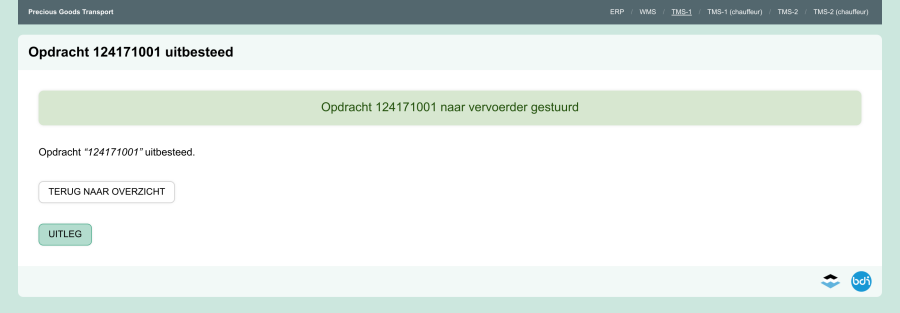 Precious Goods Transport
ERP / WMS / TMS-1 / TMS-1 (chauffeur) / TMS-2 / TMS-2 (chauffeur)
Opdracht 124171001 uitbesteed
Opdracht 124171001 naar vervoerder gestuurd
Opdracht “124171001” uitbesteed.
TERUG NAAR OVERZICHT
UITLEG
bdi